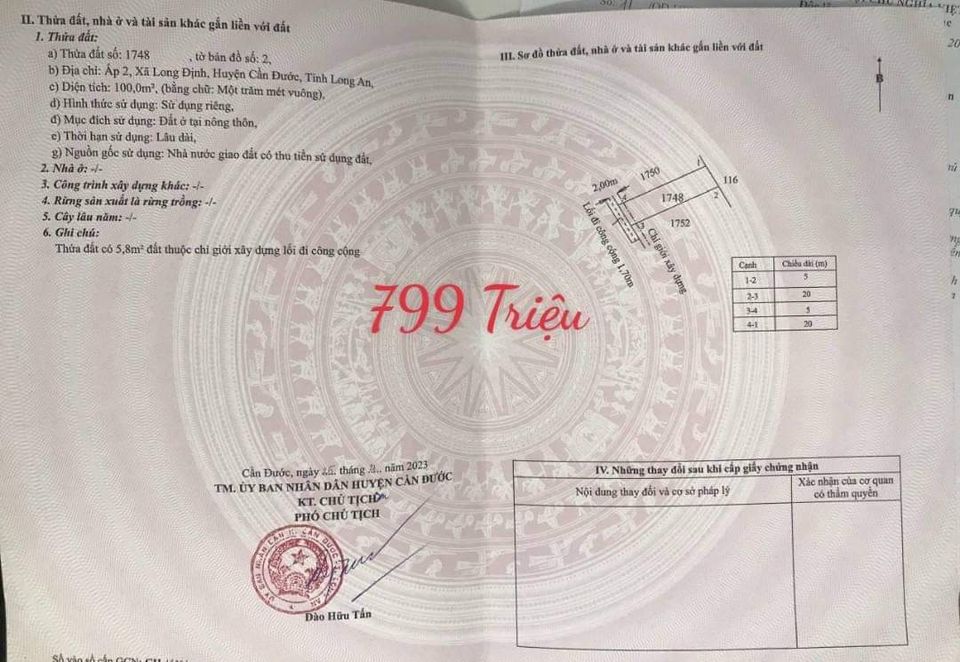 II. Thửa đất, nhà ở và tài sản khác gắn liền với đất
1. Thửa đất:
a) Thửa đất số: 1748 , tờ bản đồ số: 2,
b) Địa chỉ: Ấp 2, Xã Long Định, Huyện Cần Đước, Tỉnh Long An,
c) Diện tích: 100,0m², (bằng chữ: Một trăm mét vuông),
d) Hình thức sử dụng: Sử dụng riêng,
đ) Mục đích sử dụng: Đất ở tại nông thôn,
e) Thời hạn sử dụng: Lâu dài,
g) Nguồn gốc sử dụng: Nhà nước giao đất có thu tiền sử dụng đất,
2. Nhà ở: -/-
3. Công trình xây dựng khác: -/-
4. Rừng sản xuất là rừng trồng: -/-
5. Cây lâu năm: -/-
6. Ghi chú:
Thửa đất có 5,8m² đất thuộc chỉ giới xây dựng lối đi công cộng
III. Sơ đồ thửa đất, nhà ở và tài sản khác gắn liền với đất
B
1
1750
2,00m
116
4
1748
2
1752
3
Lối đi công cộng 1,70m
Chỉ giới xây dựng
Cạnh Chiều dài (m)
1-2 5
2-3 20
3-4 5
4-1 20
799 Triệu
Cần Đước, ngày tháng , năm 2023
TM. ỦY BAN NHÂN DÂN HUYỆN CẦN ĐƯỚC
KT. CHỦ TỊCH
PHÓ CHỦ TỊCH
Đào Hữu Tấn
IV. Những thay đổi sau khi cấp giấy chứng nhận
Nội dung thay đổi và cơ sở pháp lý
Xác nhận của cơ quan
có thẩm quyền
Số vào sổ cấp GCN: CH